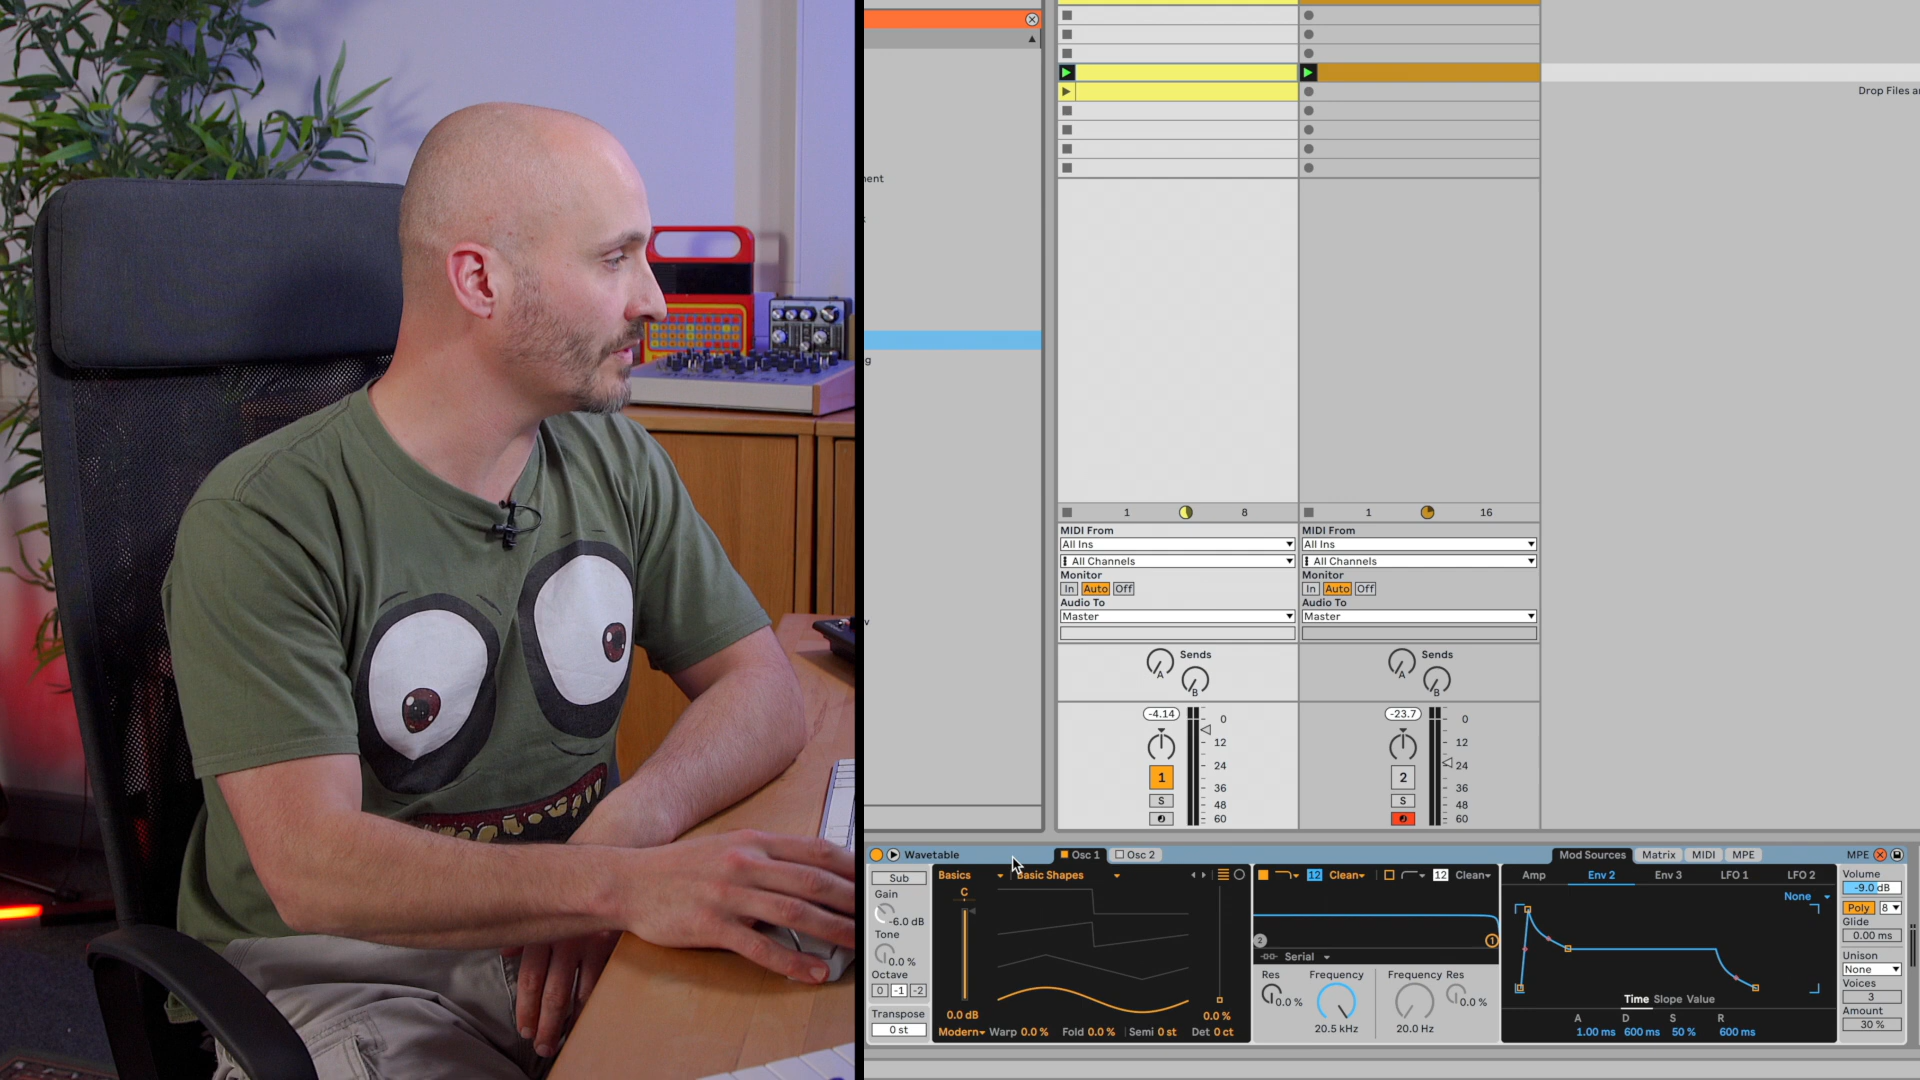 nent
g
v
Drop Files a
1 8
1 16
MIDI From
All Ins
All Channels
Monitor
In Auto Off
Audio To
Master
MIDI From
All Ins
All Channels
Monitor
In Auto Off
Audio To
Master
Sends
A
B
Sends
A
B
-4.14
0
12
24
36
48
60
1
S
-23.7
0
12
24
36
48
60
2
S
Wavetable
Osc 1
Osc 2
Mod Sources Matrix MIDI MPE
MPE
Sub
Gain
-6.0 dB
Tone
0.0 %
Octave
0 -1 -2
Transpose
0 st
Basics
Basic Shapes
C
0.0 dB
0.0 %
Modern Warp 0.0 % Fold 0.0 % Semi 0 st Det 0 ct
12 Clean
12 Clean
2
1
Serial
Res Frequency
0.0 %
20.5 kHz
Frequency Res
0.0 %
20.0 Hz
Amp Env 2 Env 3 LFO 1 LFO 2
None
Time Slope Value
A D S R
1.00 ms 600 ms 50 % 600 ms
Volume
-9.0 dB
Poly 8
Glide
0.00 ms
Unison
None
Voices
3
Amount
30 %